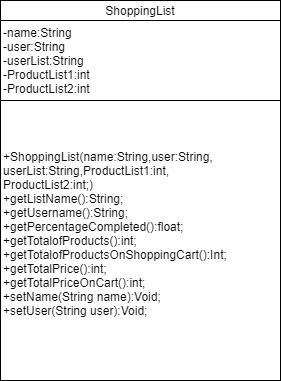 ShoppingList
-name:String
-user:String
-userList:String
-ProductList1:int
-ProductList2:int
+ShoppingList(name:String,user:String,
userList:String,ProductList1:int,
ProductList2:int;)
+getListName():String;
+getUsername():String;
+getPercentageCompleted():float;
+getTotalofProducts():int;
+getTotalofProductsOnShoppingCart():Int;
+getTotalPrice():int;
+getTotalPriceOnCart():int;
+setName(String name):Void;
+setUser(String user):Void;